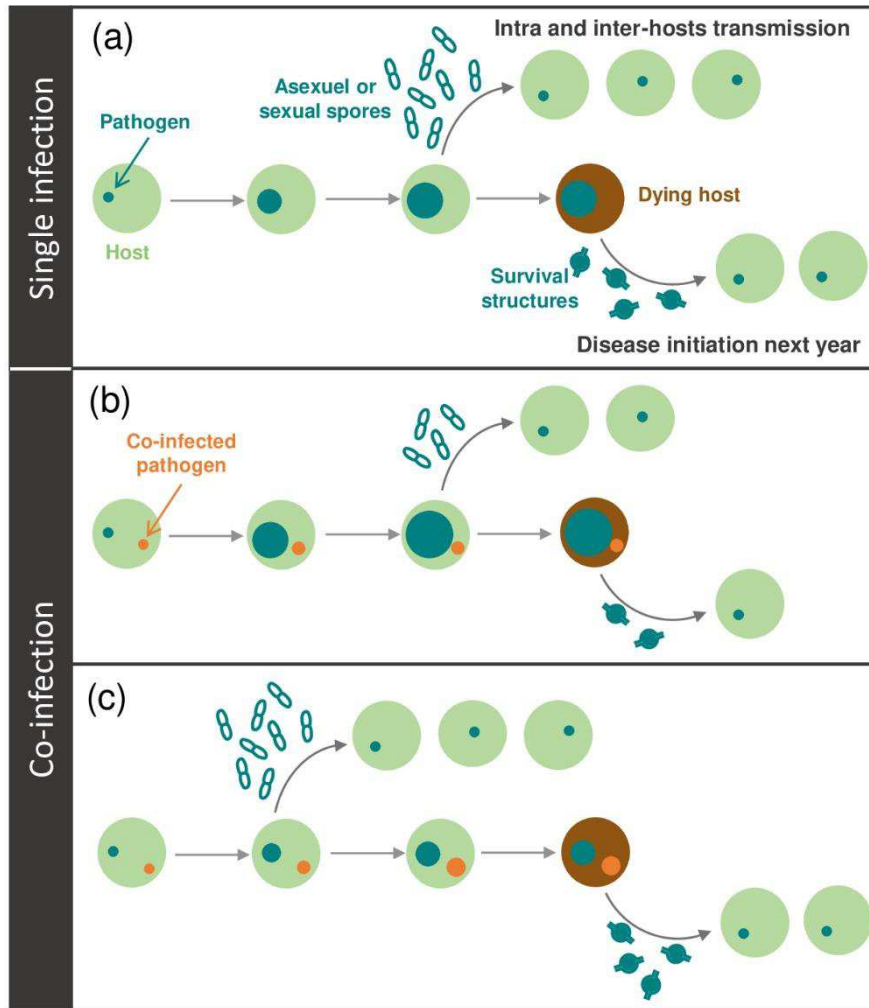 Single infection
(a)
Intra and inter-hosts transmission
Asexuel or
sexual spores
Pathogen
Host
Dying host
Survival
structures
Disease initiation next year
Co-infection
(b)
Co-infected
pathogen
(c)